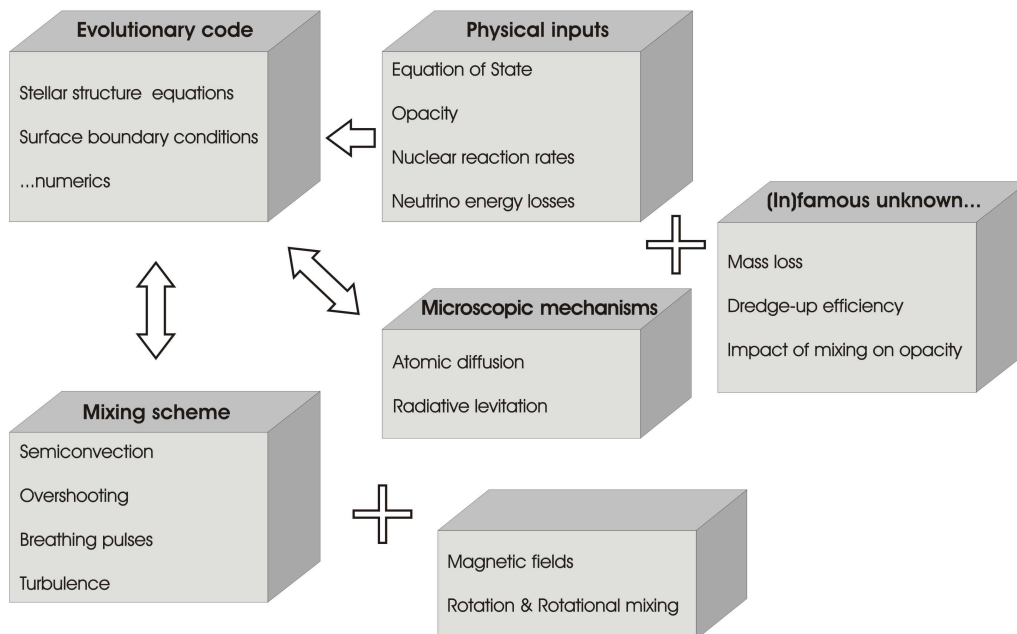 Evolutionary code
Stellar structure equations
Surface boundary conditions
...numerics
Physical inputs
Equation of State
Opacity
Nuclear reaction rates
Neutrino energy losses
(In)famous unknown...
Mass loss
Dredge-up efficiency
Impact of mixing on opacity
Microscopic mechanisms
Atomic diffusion
Radiative levitation
Mixing scheme
Semiconvection
Overshooting
Breathing pulses
Turbulence
Magnetic fields
Rotation & Rotational mixing